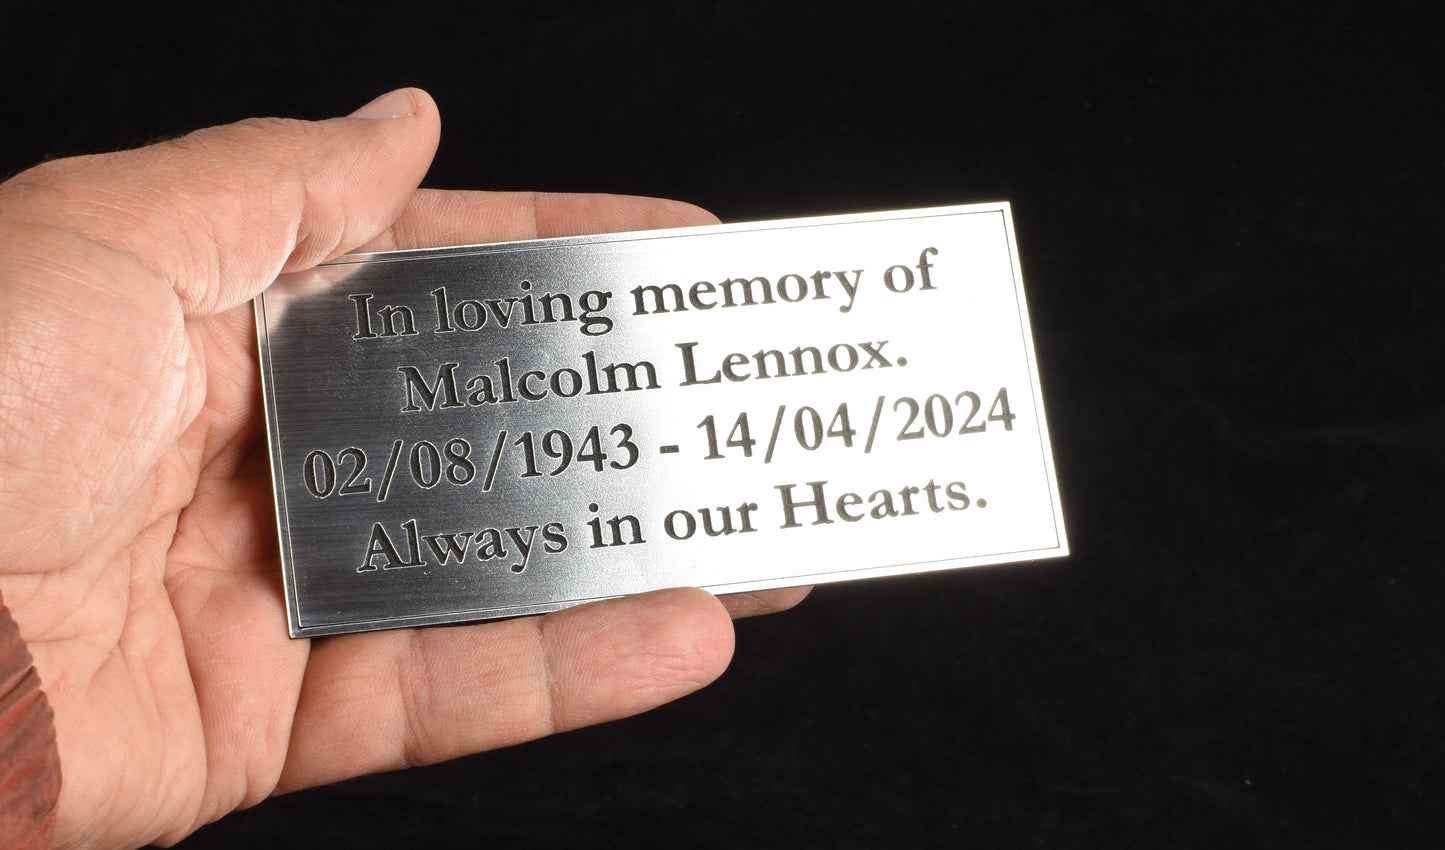 In loving memory of
Malcolm Lennox.
02/08/1943 - 14/04/2024
Always in our Hearts.